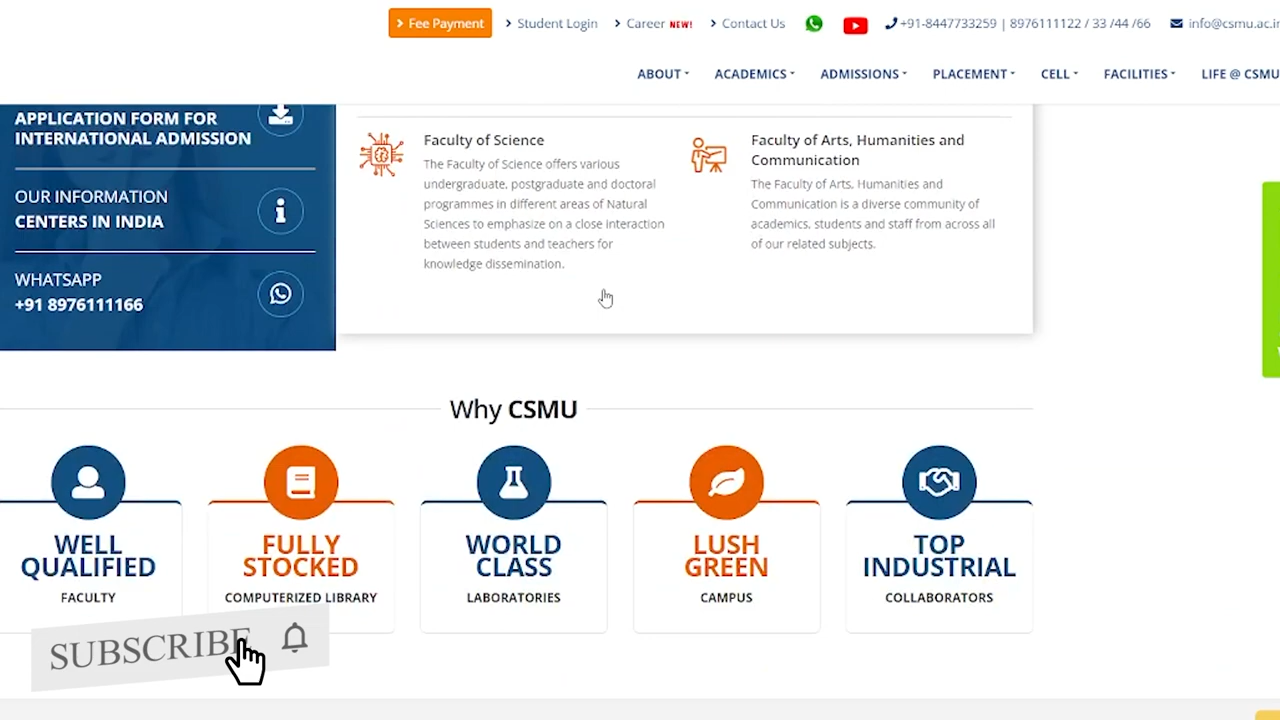 Fee Payment
Student Login
Career NEW!
Contact Us
+91-8447733259 | 8976111122 / 33 /44 /66
info@csmu.ac.in
ABOUT
ACADEMICS
ADMISSIONS
PLACEMENT
CELL
FACILITIES
LIFE @ CSMU
APPLICATION FORM FOR
INTERNATIONAL ADMISSION
OUR INFORMATION
CENTERS IN INDIA
WHATSAPP
+91 8976111166
Faculty of Science
The Faculty of Science offers various
undergraduate, postgraduate and doctoral
programmes in different areas of Natural
Sciences to emphasize on a close interaction
between students and teachers for
knowledge dissemination.
Faculty of Arts, Humanities and
Communication
The Faculty of Arts, Humanities and
Communication is a diverse community of
academics, students and staff from across all
of our related subjects.
Why CSMU
WELL
QUALIFIED
FACULTY
FULLY
STOCKED
COMPUTERIZED LIBRARY
WORLD
CLASS
LABORATORIES
LUSH
GREEN
CAMPUS
TOP
INDUSTRIAL
COLLABORATORS
SUBSCRIBE